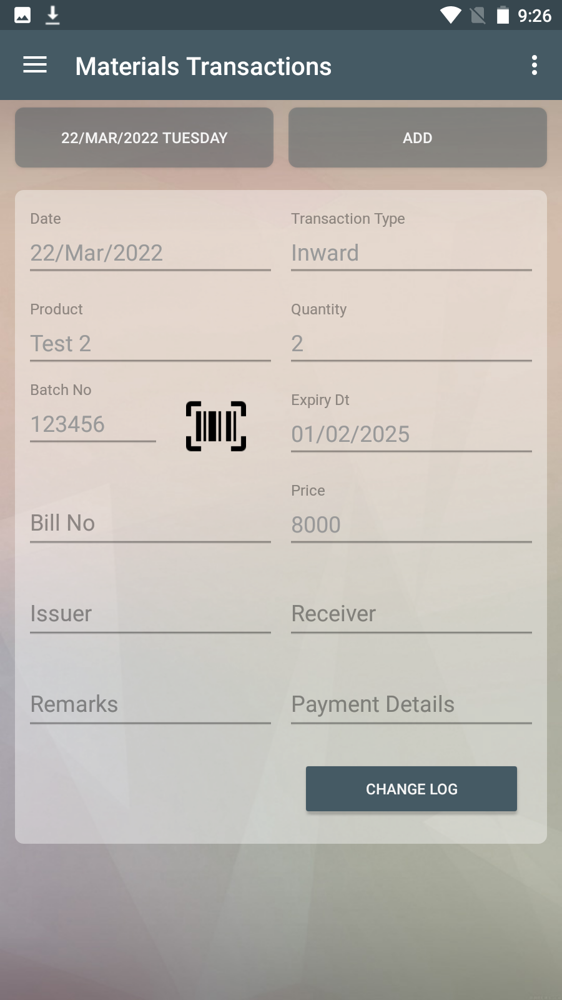 9:26
Materials Transactions
22/MAR/2022 TUESDAY
ADD
Date
Transaction Type
22/Mar/2022
Inward
Product
Quantity
Test 2
2
Batch No
Expiry Dt
123456
01/02/2025
Price
Bill No
8000
Issuer
Receiver
Remarks
Payment Details
CHANGE LOG